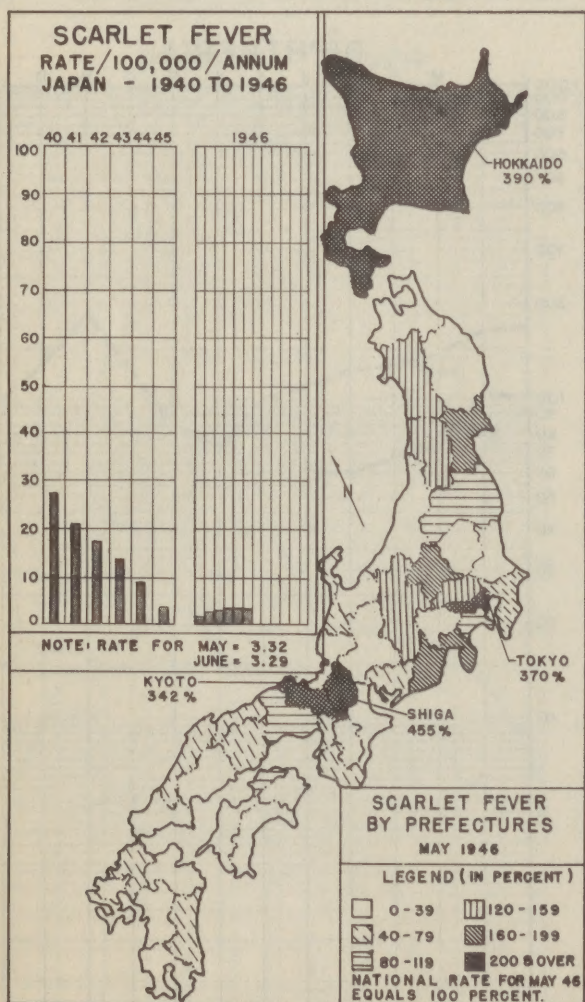 SCARLET FEVER
RATE/100,000/ANNUM
JAPAN - 1940 TO 1946
40 41 42 43 44 45
1946
100
90
80
70
60
50
40
30
20
10
0
NOTE: RATE FOR MAY = 3.32
JUNE = 3.29
N
HOKKAIDO
390 %
TOKYO
370 %
KYOTO
342 %
SHIGA
455%
SCARLET FEVER
BY PREFECTURES
MAY 1946
LEGEND (IN PERCENT)
0-39
120-159
40-79
160-199
80-119
200 & OVER
NATIONAL RATE FOR MAY 46
EQUALS 100 PERCENT.